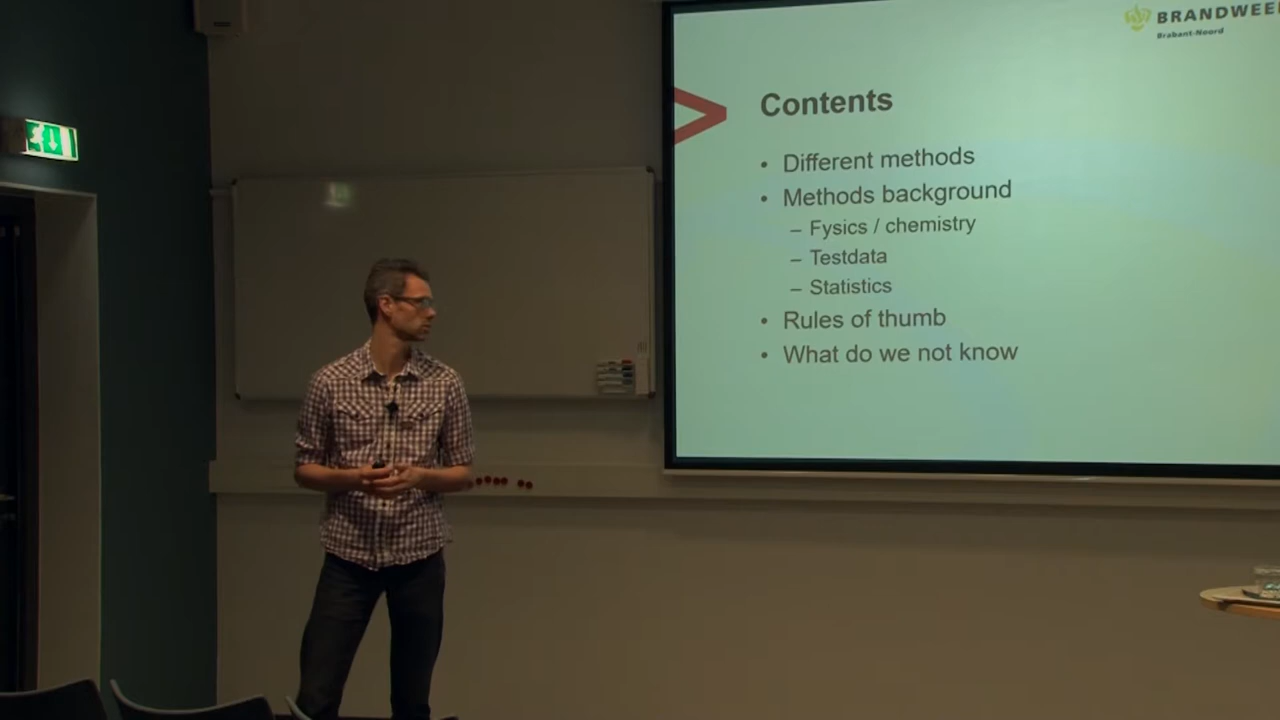 BRANDWEE
Brabant-Noord
Contents
• Different methods
• Methods background
– Fysics / chemistry
– Testdata
– Statistics
• Rules of thumb
• What do we not know